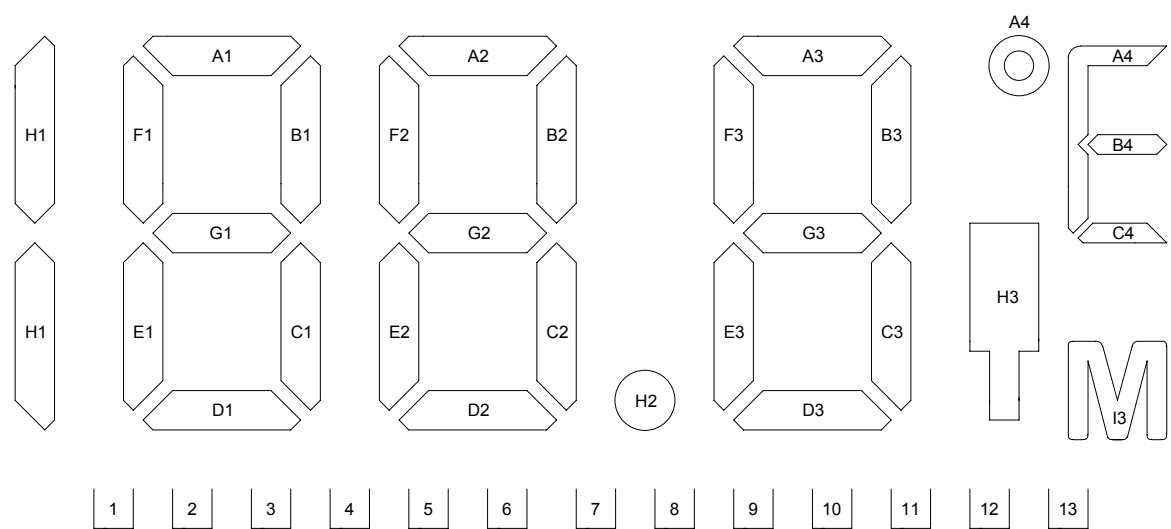 A4
A1 A2 A3 A4
H1 F1 B1 F2 B2 F3 B3 B4
G1 G2 G3 C4
H3
H1 E1 C1 E2 C2 E3 C3
H2
D1 D2 D3 I3
1 2 3 4 5 6 7 8 9 10 11 12 13